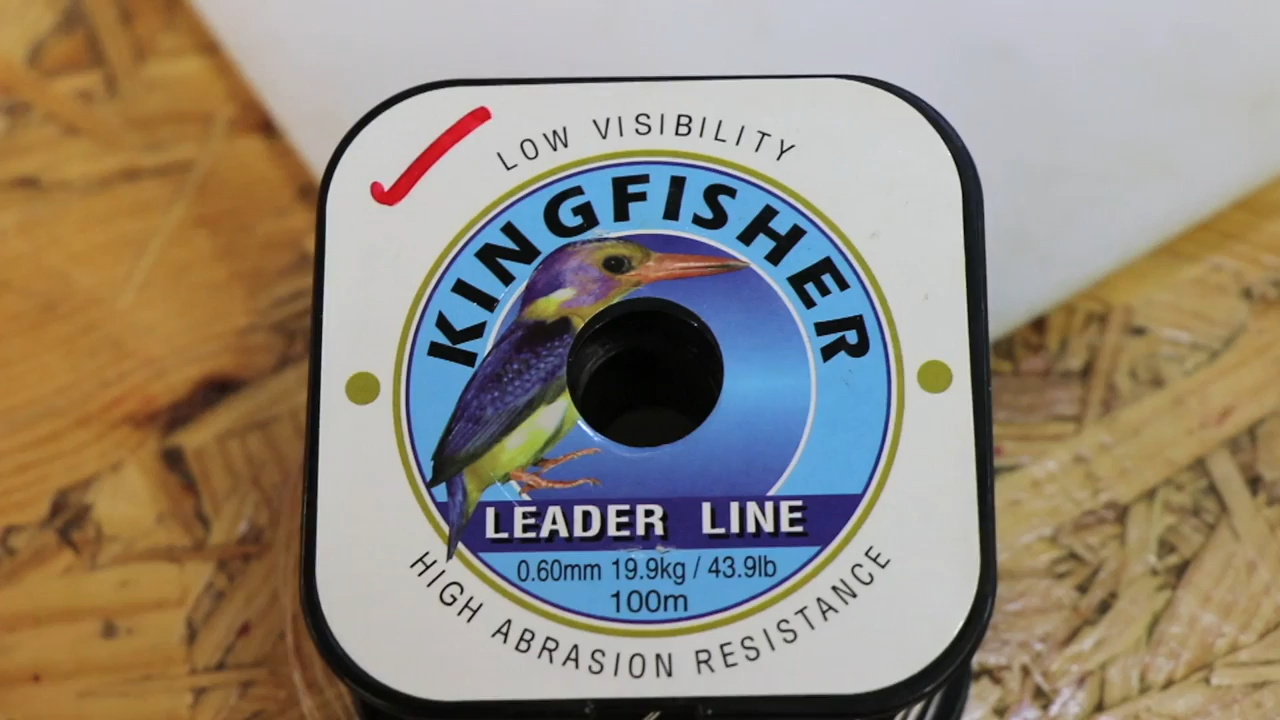 LOW VISIBILITY
KINGFISHER
LEADER LINE
0.60mm 19.9kg / 43.9lb
100m
HIGH ABRASION RESISTANCE